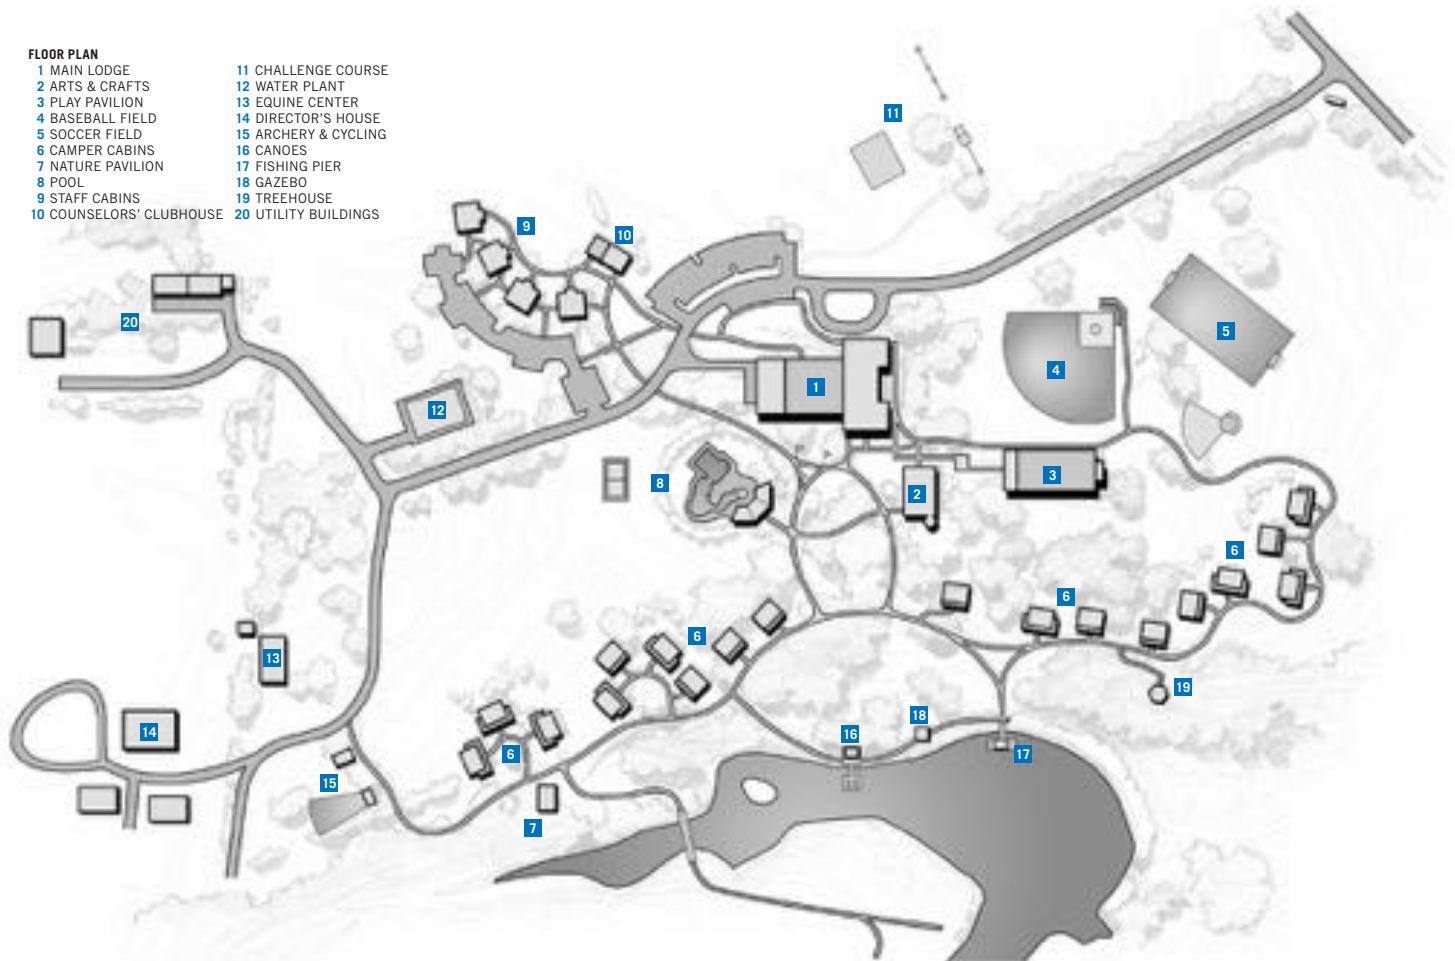 FLOOR PLAN
1 MAIN LODGE
2 ARTS & CRAFTS
3 PLAY PAVILION
4 BASEBALL FIELD
5 SOCCER FIELD
6 CAMPER CABINS
7 NATURE PAVILION
8 POOL
9 STAFF CABINS
10 COUNSELORS' CLUBHOUSE
11 CHALLENGE COURSE
12 WATER PLANT
13 EQUINE CENTER
14 DIRECTOR'S HOUSE
15 ARCHERY & CYCLING
16 CANOES
17 FISHING PIER
18 GAZEBO
19 TREEHOUSE
20 UTILITY BUILDINGS
11
9
10
20
5
4
1
12
3
8
2
6
6
6
13
19
18
14
16
6
17
15
7